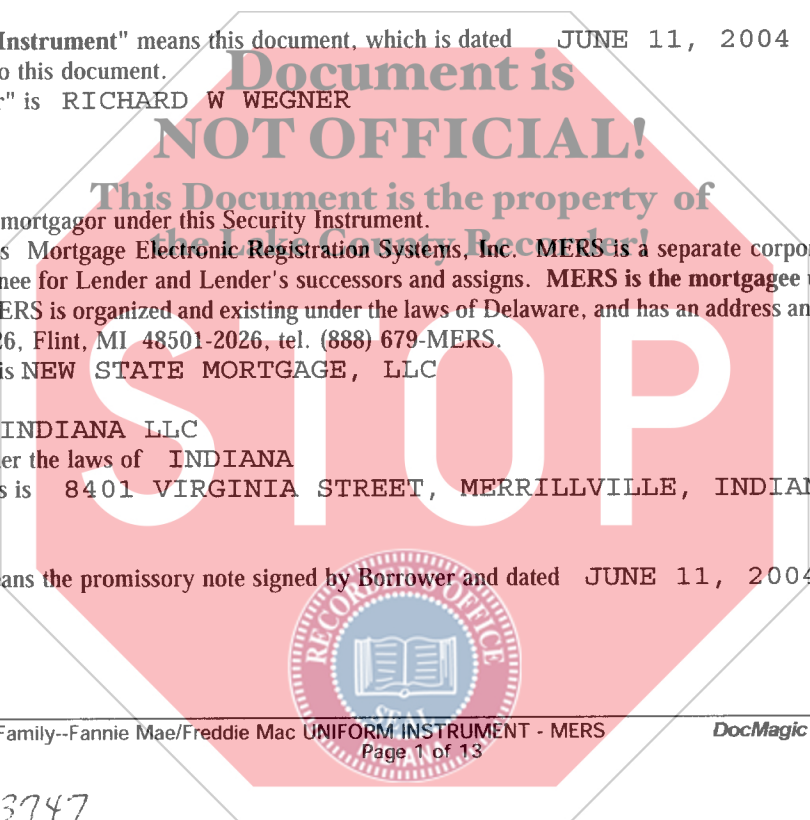 Instrument" means this document, which is dated JUNE 11, 2004
o this document.
Document is
r" is RICHARD W WEGNER
NOT OFFICIAL!
This Document is the property of
mortgagor under this Security Instrument.
the Lake County Recorder!
s Mortgage Electronic Registration Systems, Inc. MERS is a separate corpo
nee for Lender and Lender's successors and assigns. MERS is the mortgagee
ERS is organized and existing under the laws of Delaware, and has an address an
26, Flint, MI 48501-2026, tel. (888) 679-MERS.
is NEW STATE MORTGAGE, LLC
STOP
INDIANA LLC
er the laws of INDIANA
s is 8401 VIRGINIA STREET, MERRILLVILLE, INDIAN
eans the promissory note signed by Borrower and dated JUNE 11, 2004
RECORDER'S OFFICE
SEAL
INDIANA
Family--Fannie Mae/Freddie Mac UNIFORM INSTRUMENT - MERS DocMagic
Page 1 of 13
3747